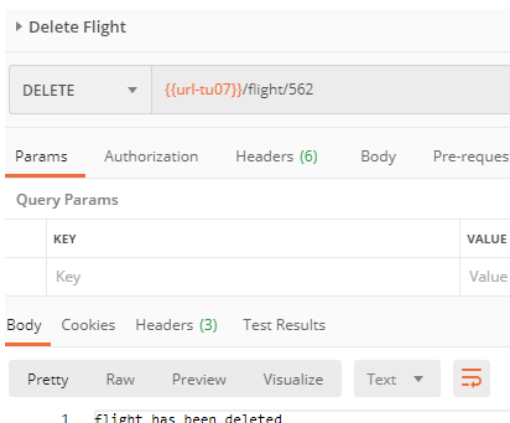 Delete Flight
DELETE {{url-tu07}}/flight/562
Params Authorization Headers (6) Body Pre-reques
Query Params
KEY VALUE
Key Value
Body Cookies Headers (3) Test Results
Pretty Raw Preview Visualize Text
1 flight has been deleted